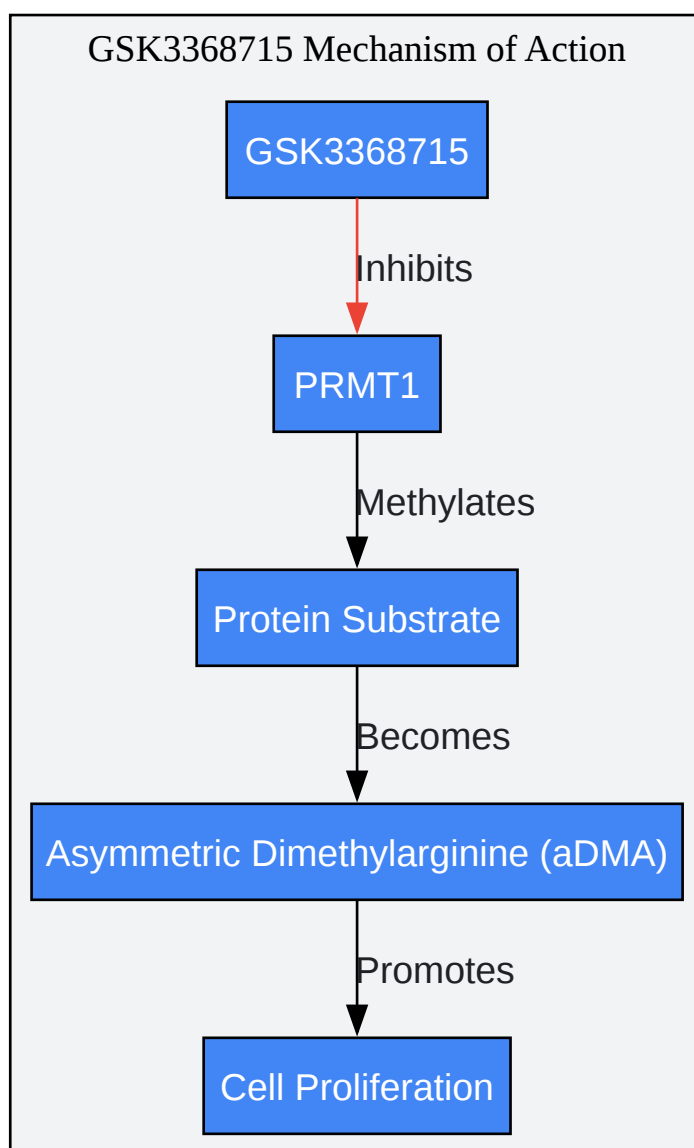 GSK3368715 Mechanism of Action
GSK3368715
Inhibits
PRMT1
Methylates
Protein Substrate
Becomes
Asymmetric Dimethylarginine (aDMA)
Promotes
Cell Proliferation